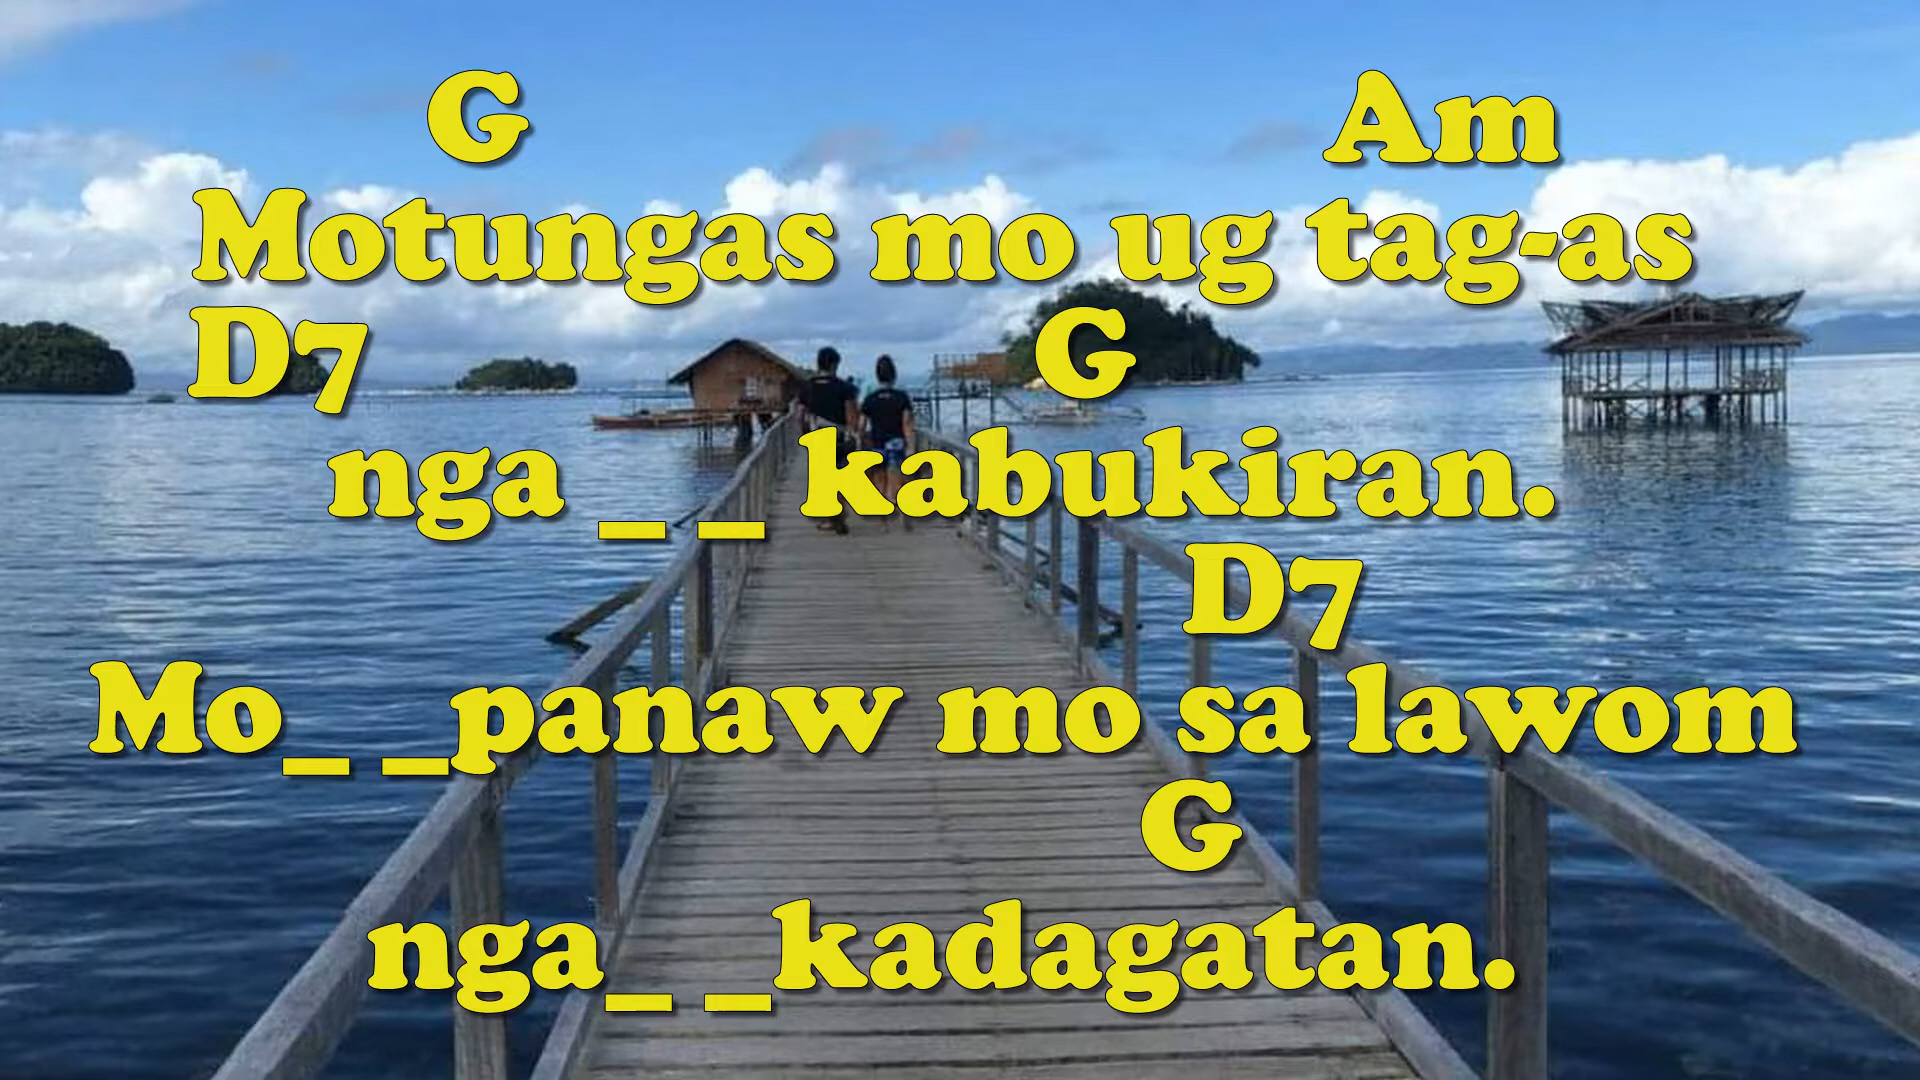 G Am
Motungas mo ug tag-as
D7 G
nga _ _ kabukiran.
D7
Mo_ _panaw mo sa lawom
G
nga_ _kadagatan.